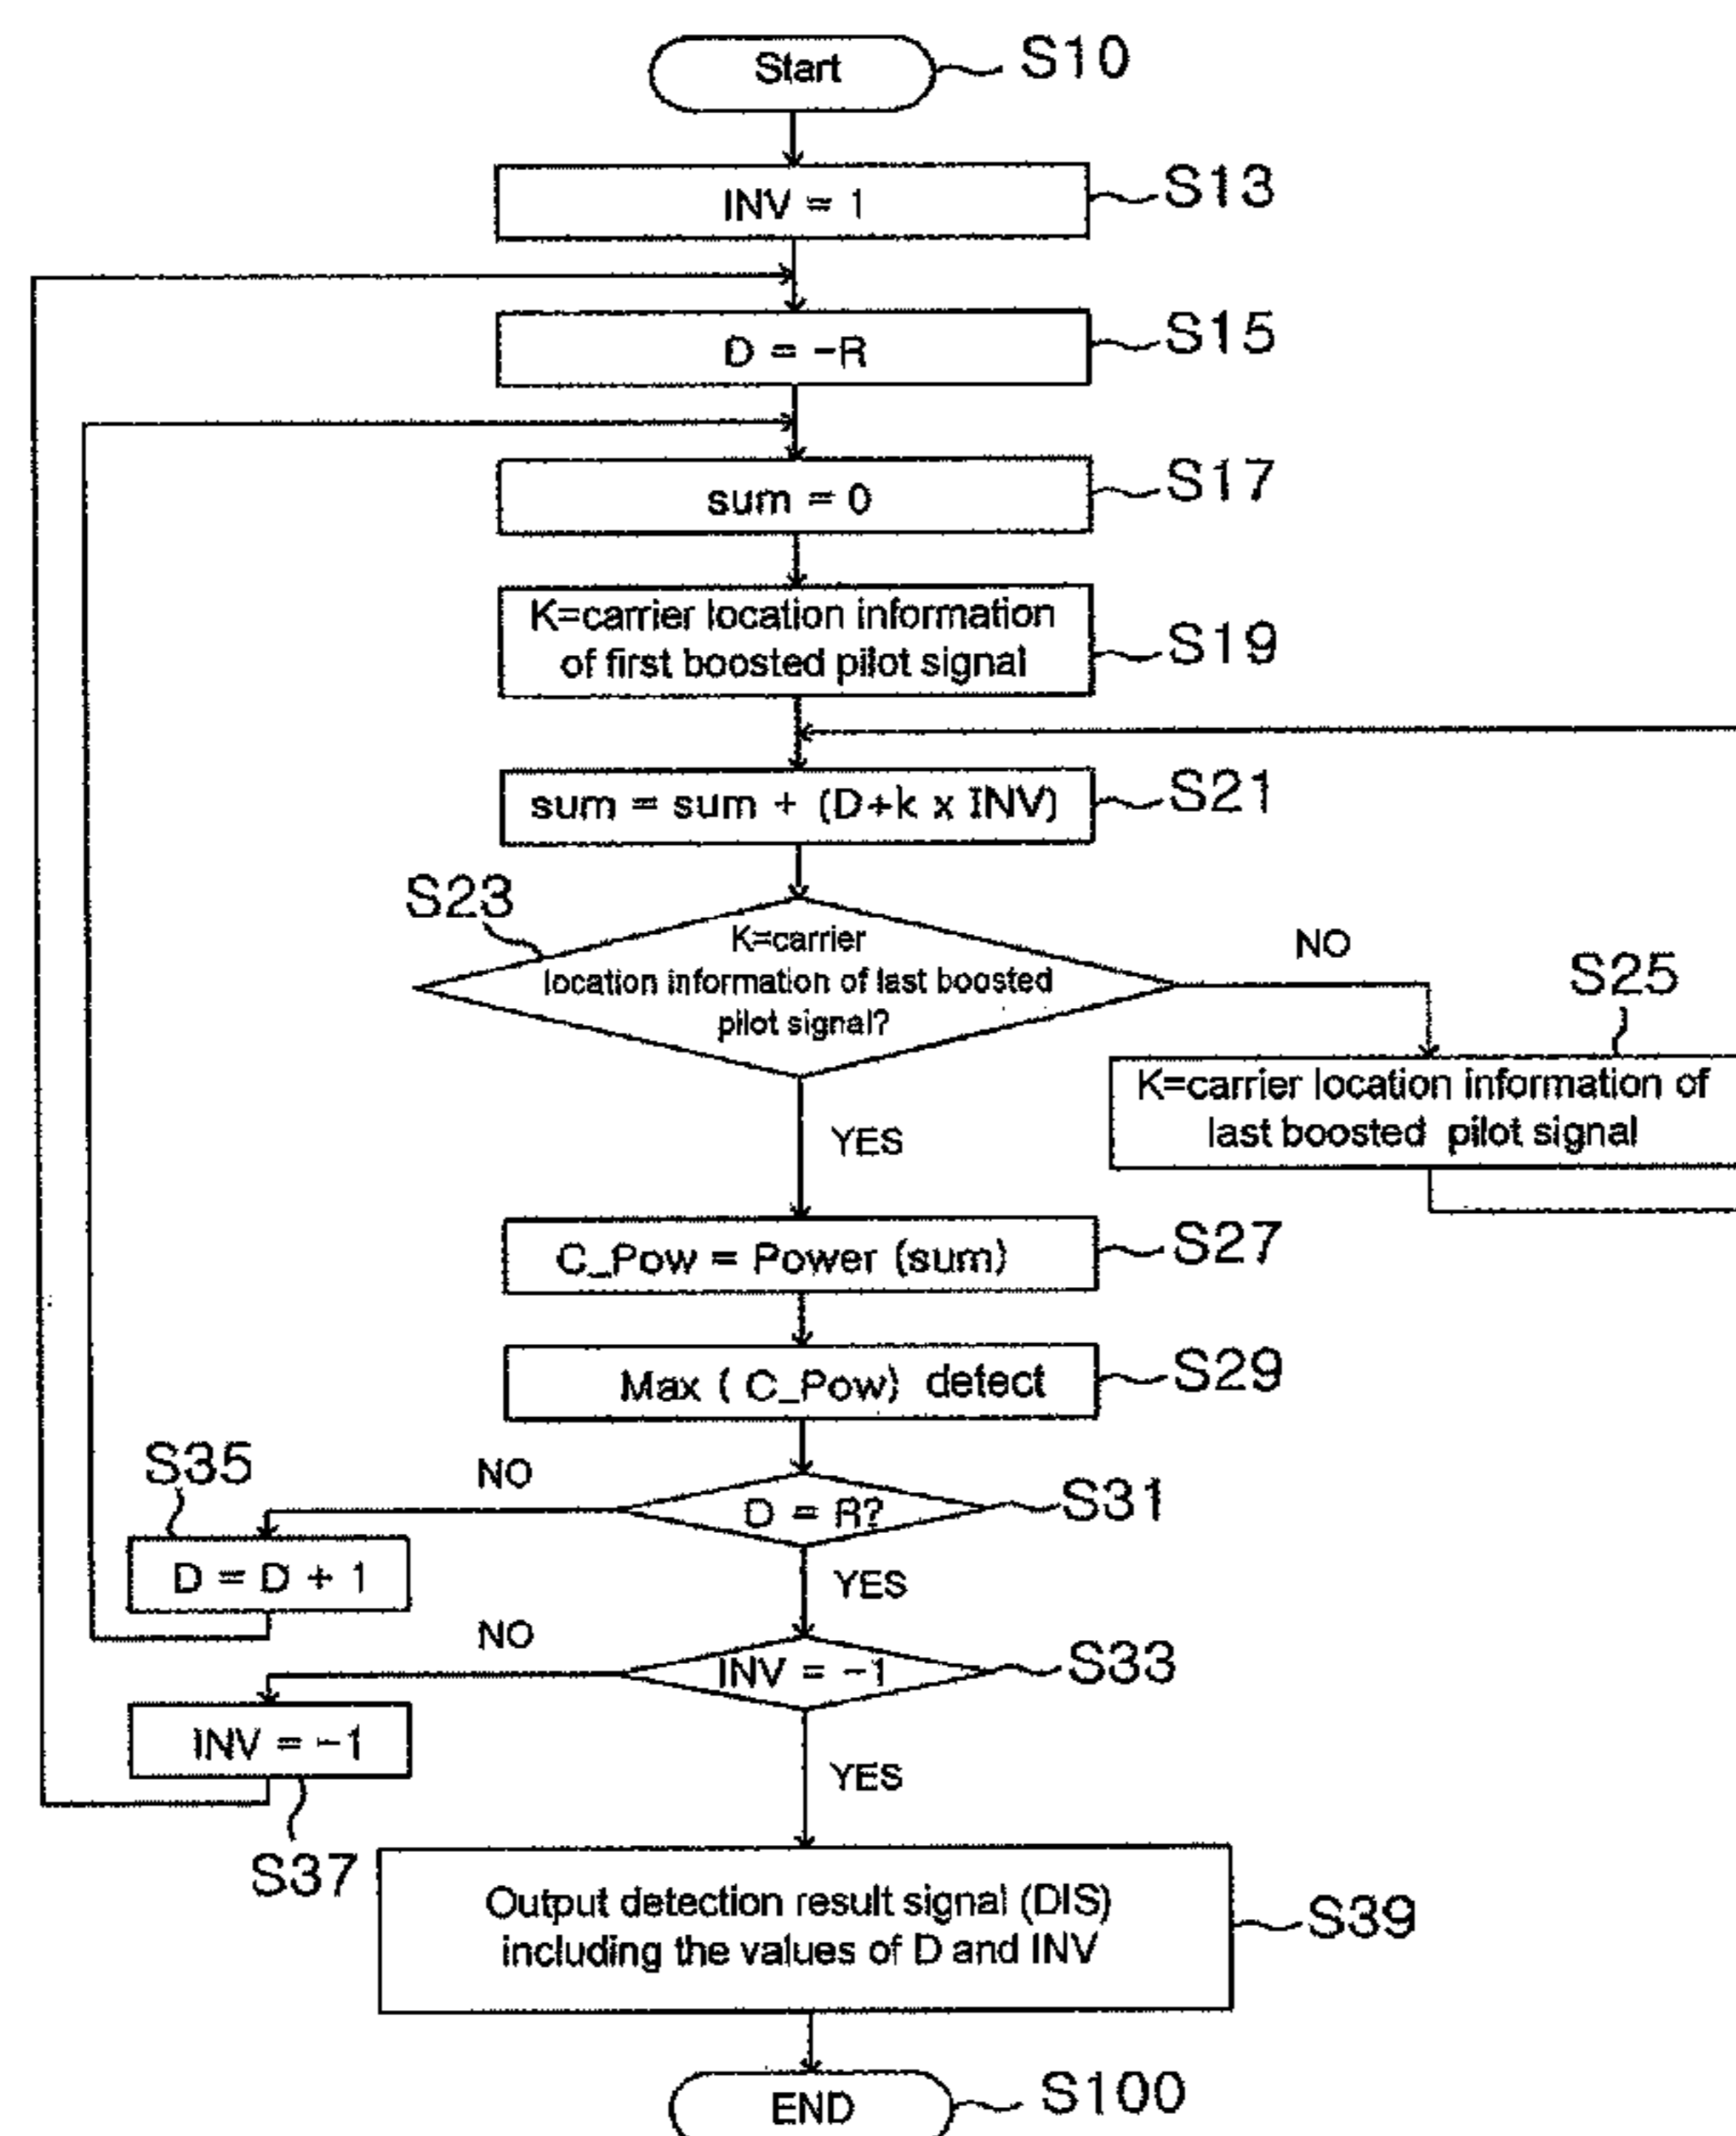 Start
S10
INV = 1
S13
D = -R
S15
sum = 0
S17
K=carrier location information
of first boosted pilot signal
S19
sum = sum + (D+k x INV)
S21
S23
K=carrier
location information of last boosted
pilot signal?
NO
S25
K=carrier location information of
last boosted pilot signal
YES
C_Pow = Power (sum)
S27
Max ( C_Pow) defect
S29
S35
NO
D = R?
S31
D = D + 1
YES
NO
INV = -1
S33
INV = -1
YES
S37
Output detection result signal (DIS)
including the values of D and INV
S39
END
S100